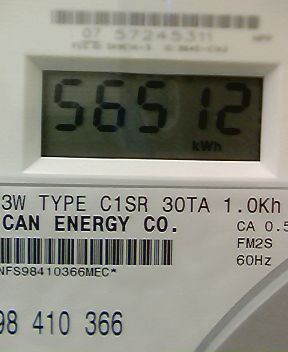 07 57245311
56512
kWh
3W TYPE C1SR 30TA 1.0Kh
CAN ENERGY CO.
CA 0.5
FM2S
NFS98410366MEC*
60Hz
98 410 366